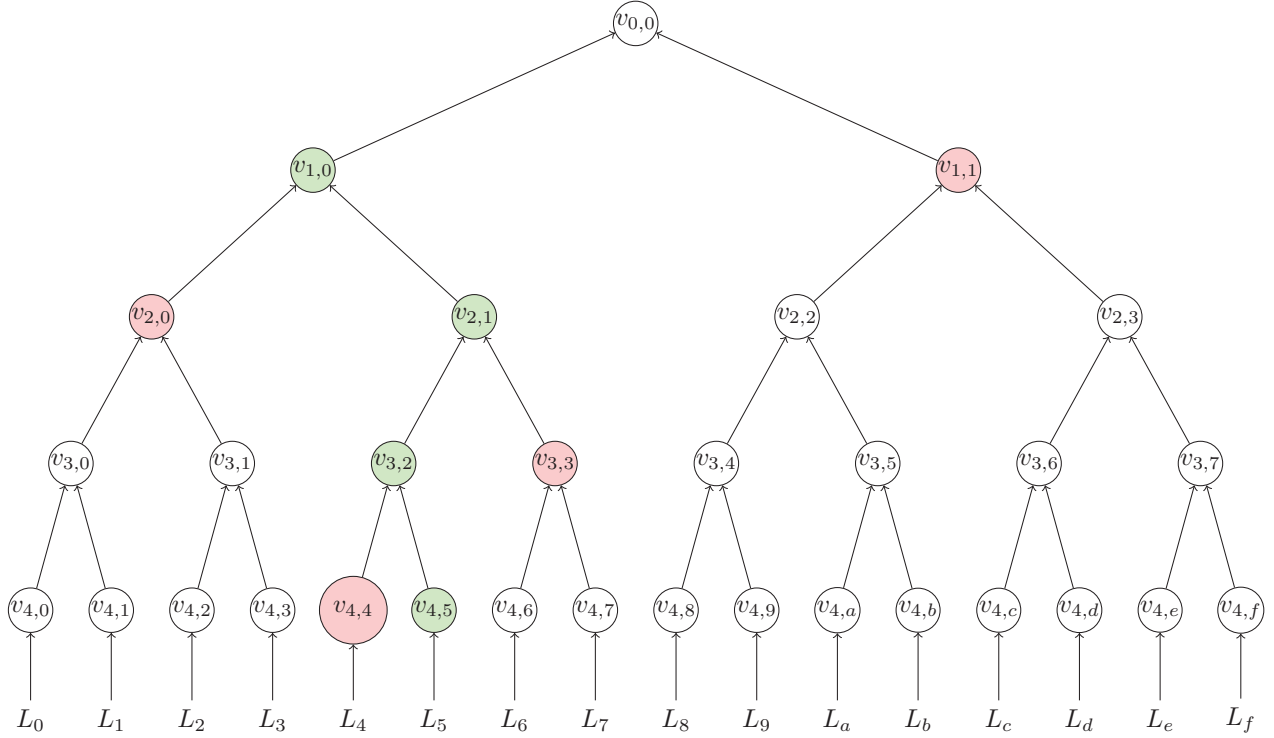 v0,0
v1,0 v1,1
v2,0 v2,1 v2,2 v2,3
v3,0 v3,1 v3,2 v3,3 v3,4 v3,5 v3,6 v3,7
v4,0 v4,1 v4,2 v4,3 v4,4 v4,5 v4,6 v4,7 v4,8 v4,9 v4,a v4,b v4,c v4,d v4,e v4,f
L0 L1 L2 L3 L4 L5 L6 L7 L8 L9 La Lb Lc Ld Le Lf